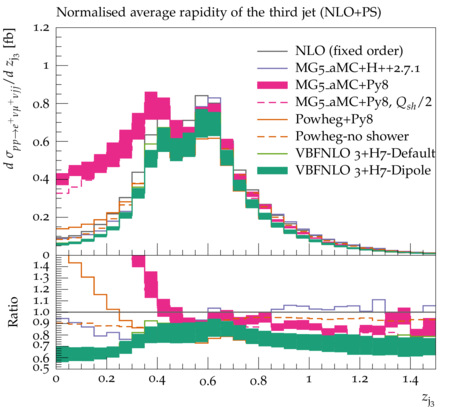 Normalised average rapidity of the third jet (NLO+PS)
d σ_{pp→e⁺ν_eμ⁺ν_μjj}/d z_{j₃} [fb]
1.2
1.0
0.8
0.6
0.4
0.2
0
NLO (fixed order)
MG5_aMC+H++2.7.1
MG5_aMC+Py8
MG5_aMC+Py8, Q_{sh}/2
Powheg+Py8
Powheg-no shower
VBFNLO 3+H7-Default
VBFNLO 3+H7-Dipole
Ratio
1.4
1.3
1.2
1.1
1.0
0.9
0.8
0.7
0.6
0.5
0 0.2 0.4 0.6 0.8 1 1.2 1.4
z_{j₃}